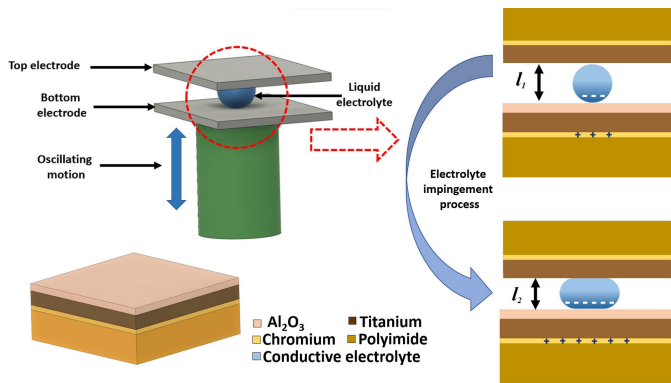 Top electrode
Bottom
electrode
Liquid
electrolyte
Oscillating
motion
l1
Electrolyte
impingement
process
l2
Al2O3
Titanium
Chromium
Polyimide
Conductive electrolyte